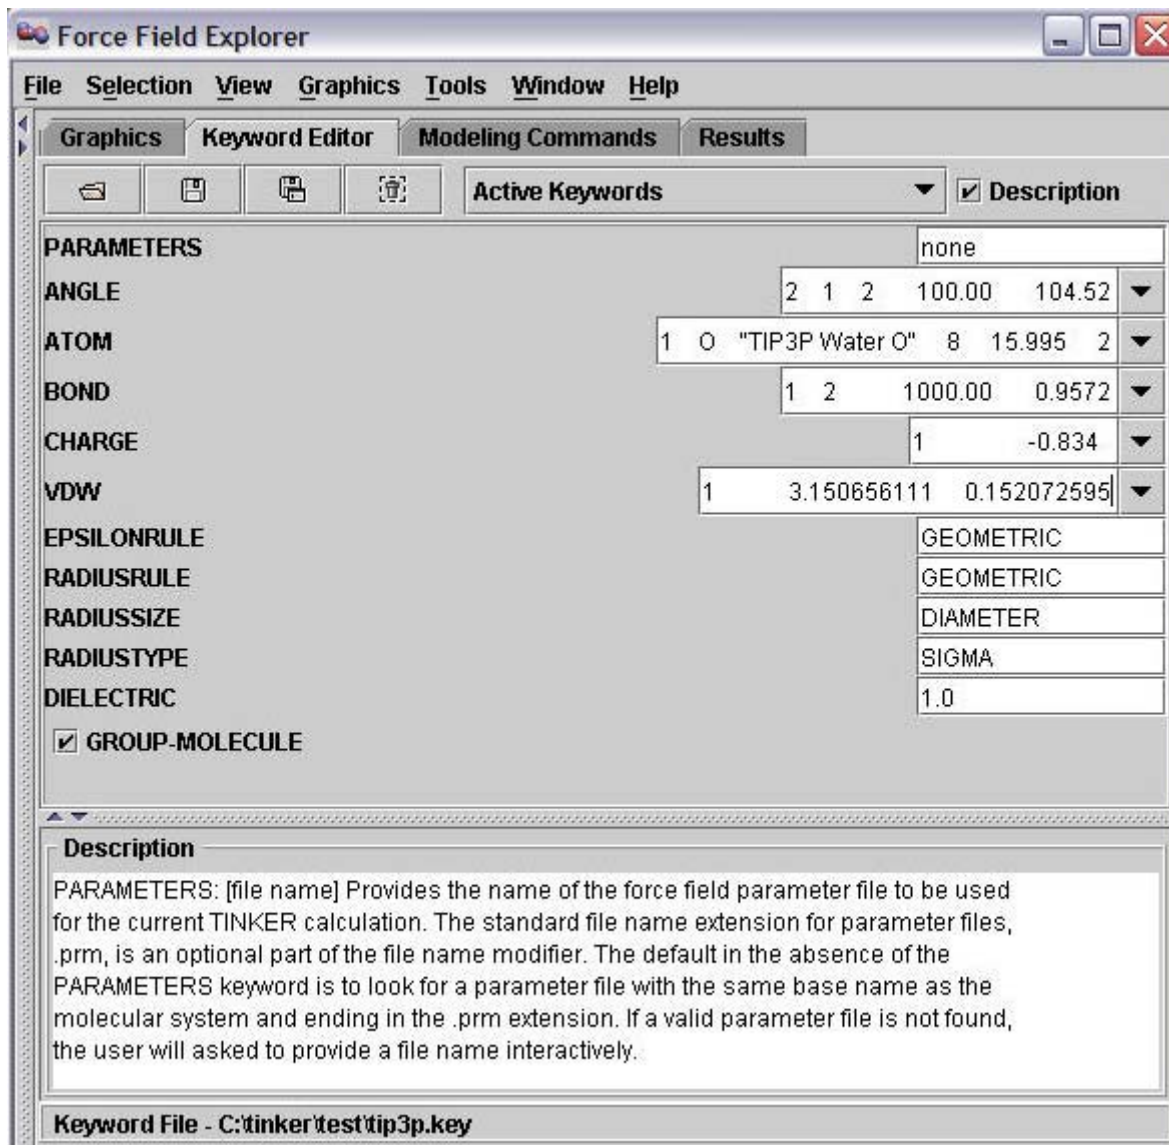 Force Field Explorer
File Selection View Graphics Tools Window Help
Graphics Keyword Editor Modeling Commands Results
Active Keywords Description
PARAMETERS none
ANGLE 2 1 2 100.00 104.52
ATOM 1 O "TIP3P Water O" 8 15.995 2
BOND 1 2 1000.00 0.9572
CHARGE 1 -0.834
VDW 1 3.150656111 0.152072595
EPSILONRULE GEOMETRIC
RADIUSRULE GEOMETRIC
RADIUSSIZE DIAMETER
RADIUSTYPE SIGMA
DIELECTRIC 1.0
GROUP-MOLECULE
Description
PARAMETERS: [file name] Provides the name of the force field parameter file to be used
for the current TINKER calculation. The standard file name extension for parameter files,
.prm, is an optional part of the file name modifier. The default in the absence of the
PARAMETERS keyword is to look for a parameter file with the same base name as the
molecular system and ending in the .prm extension. If a valid parameter file is not found,
the user will asked to provide a file name interactively.
Keyword File - C:\tinker\test\tip3p.key